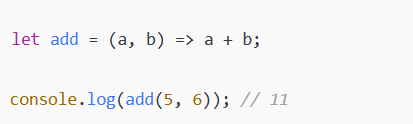 let add = (a, b) => a + b;
console.log(add(5, 6)); // 11